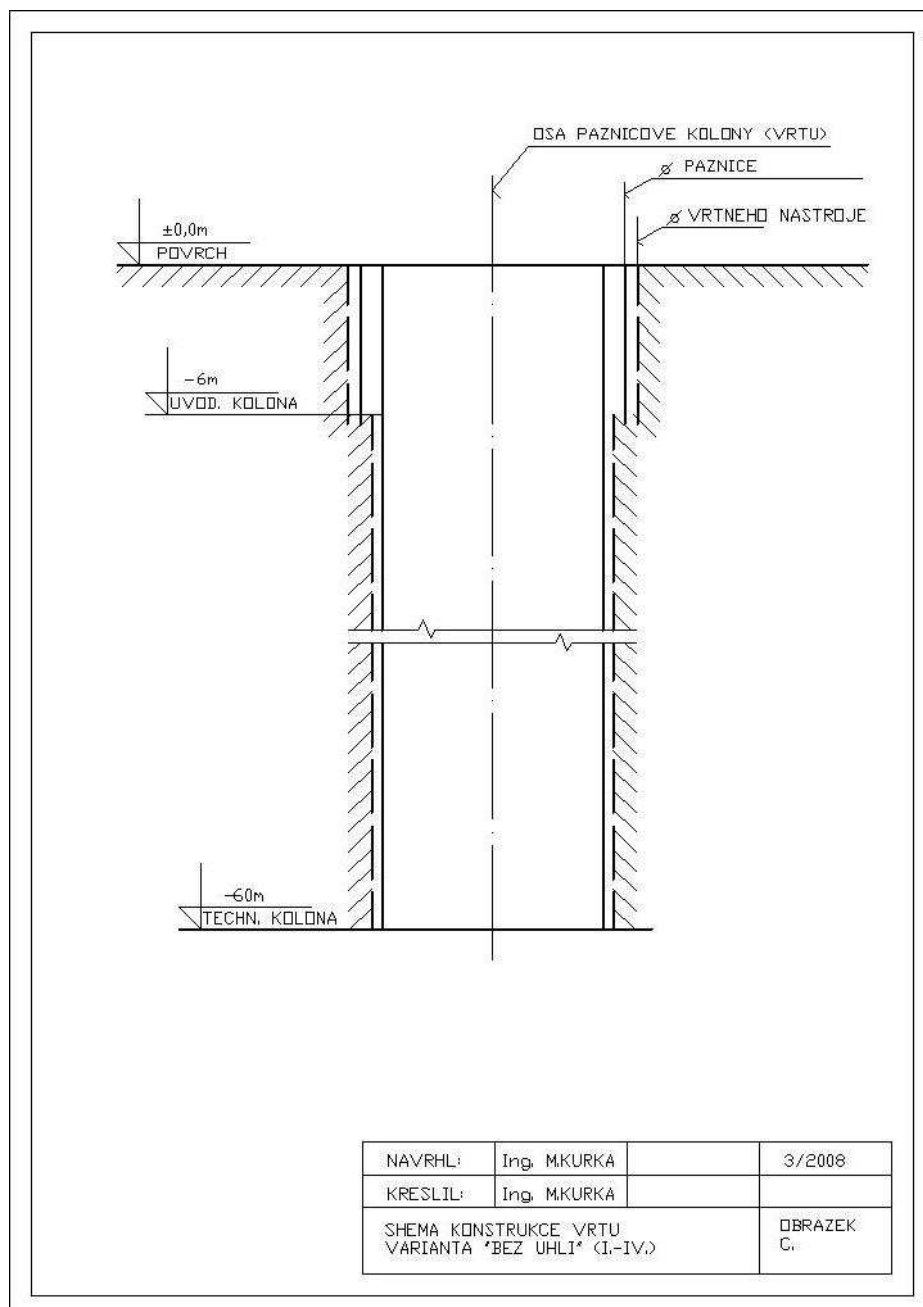 OSA PAZNICOVE KOLONY (VRTU)
⌀ PAZNICE
⌀ VRTNEHO NASTROJE
±0,0m
POVRCH
-6m
UVOD. KOLONA
-60m
TECHN. KOLONA
NAVRHL: Ing. M.KURKA 3/2008
KRESLIL: Ing. M.KURKA
SHEMA KONSTRUKCE VRTU
VARIANTA "BEZ UHLI" (I.-IV.)
OBRAZEK
C.